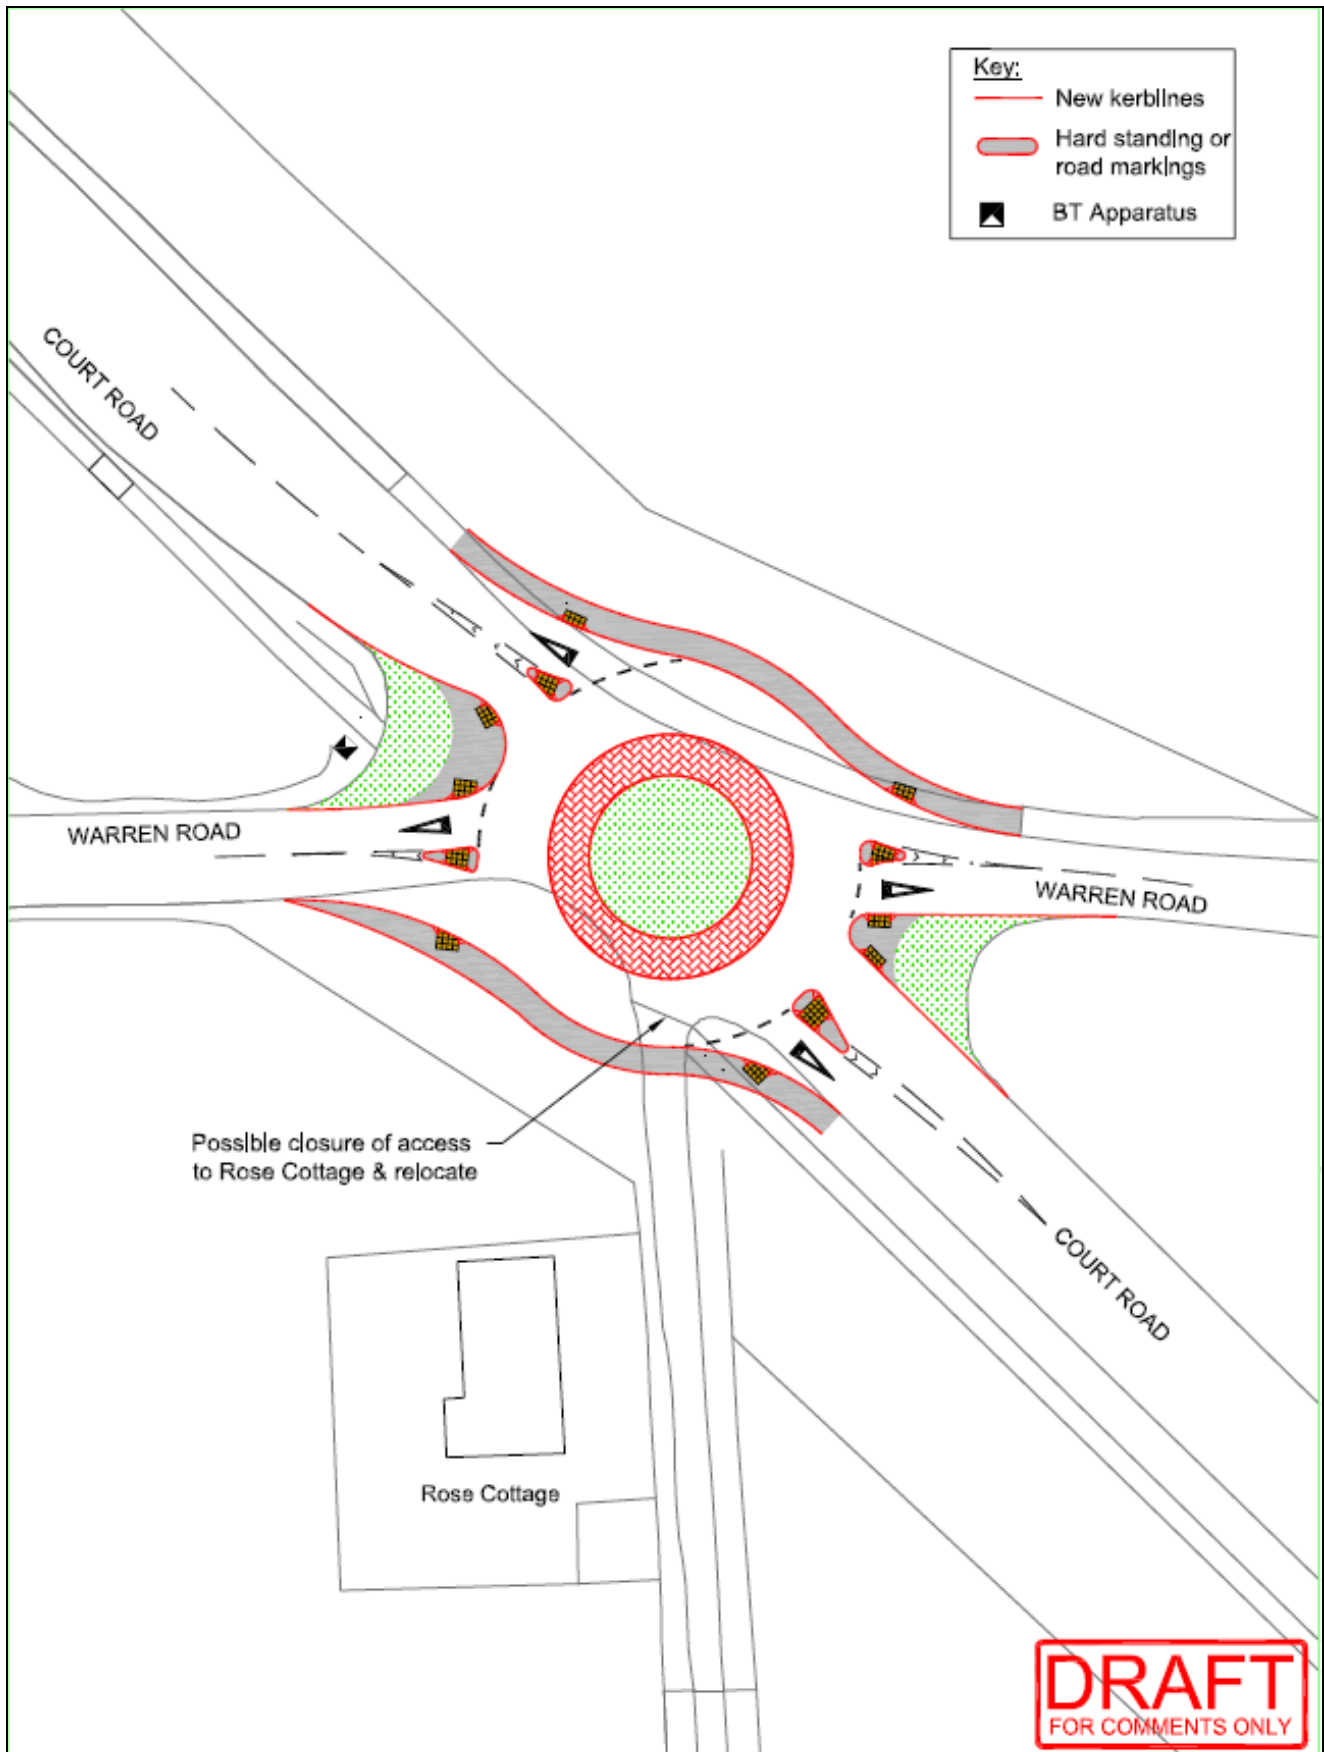 Key:
New kerblines
Hard standing or
road markings
BT Apparatus
COURT ROAD
WARREN ROAD
WARREN ROAD
Possible closure of access
to Rose Cottage & relocate
COURT ROAD
Rose Cottage
DRAFT
FOR COMMENTS ONLY